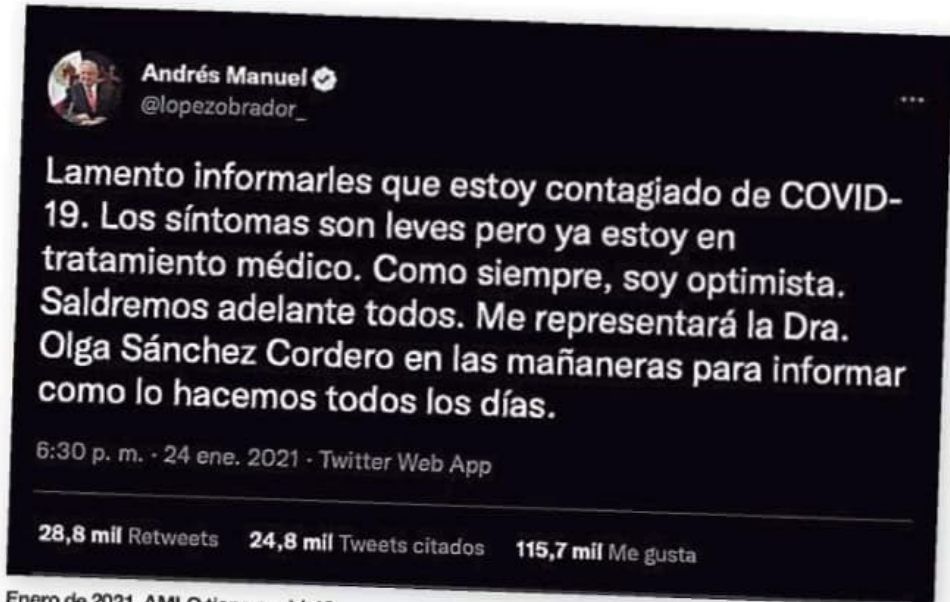 Andrés Manuel
@lopezobrador_
Lamento informarles que estoy contagiado de COVID-
19. Los síntomas son leves pero ya estoy en
tratamiento médico. Como siempre, soy optimista.
Saldremos adelante todos. Me representará la Dra.
Olga Sánchez Cordero en las mañaneras para informar
como lo hacemos todos los días.
6:30 p. m. · 24 ene. 2021 · Twitter Web App
28,8 mil Retweets 24,8 mil Tweets citados 115,7 mil Me gusta
Enero de 2021. AMLO